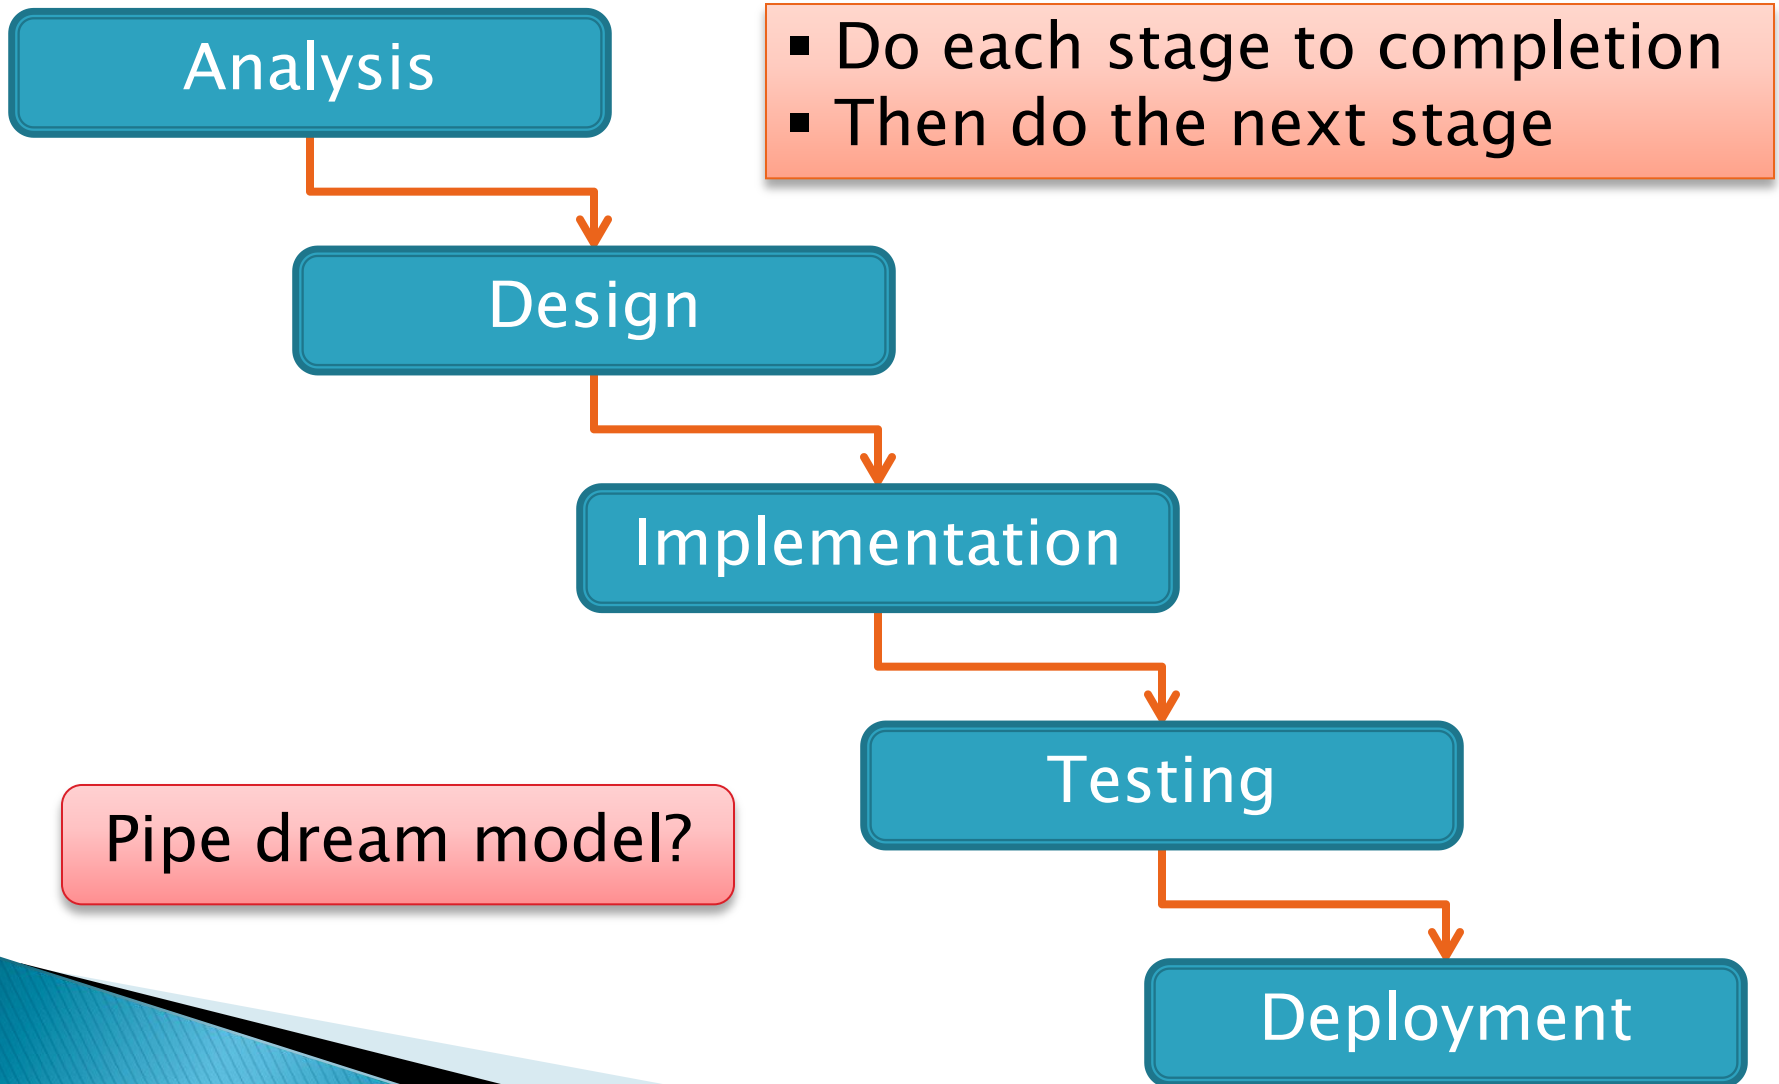 Analysis
▪ Do each stage to completion
▪ Then do the next stage
Design
Implementation
Testing
Pipe dream model?
Deployment